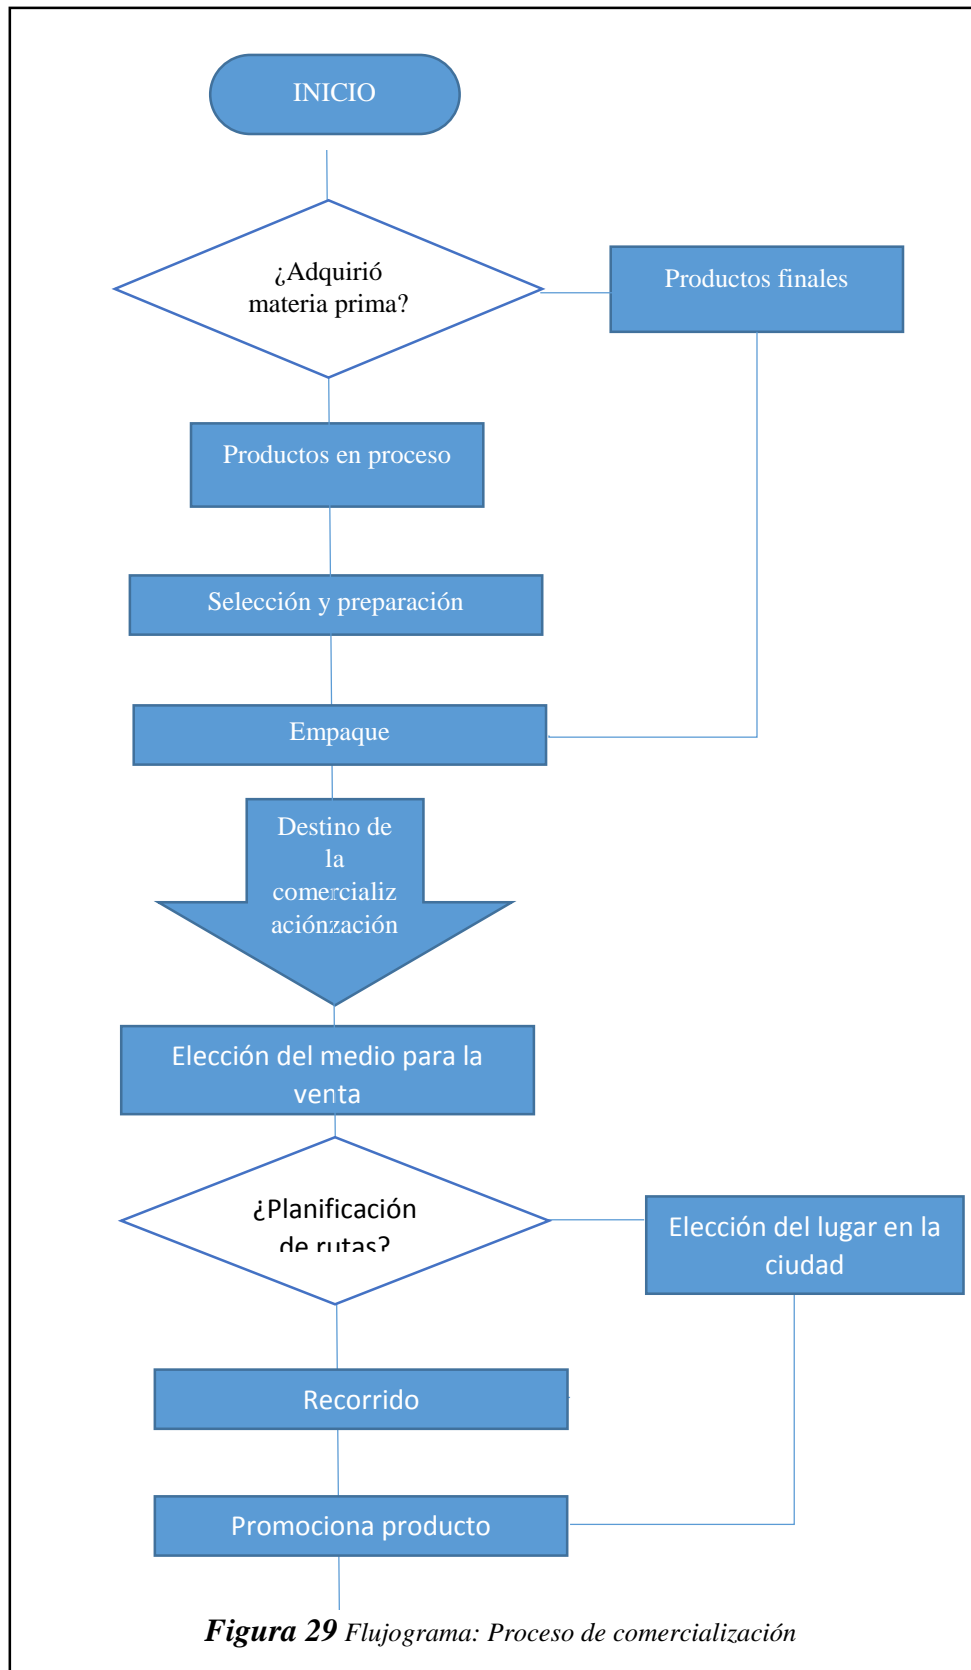 INICIO
¿Adquirió
materia prima?
Productos finales
Productos en proceso
Selección y preparación
Empaque
Destino de
la
comercializ
aciónzación
Elección del medio para la
venta
¿Planificación
de rutas?
Elección del lugar en la
ciudad
Recorrido
Promociona producto
Figura 29 Flujograma: Proceso de comercialización